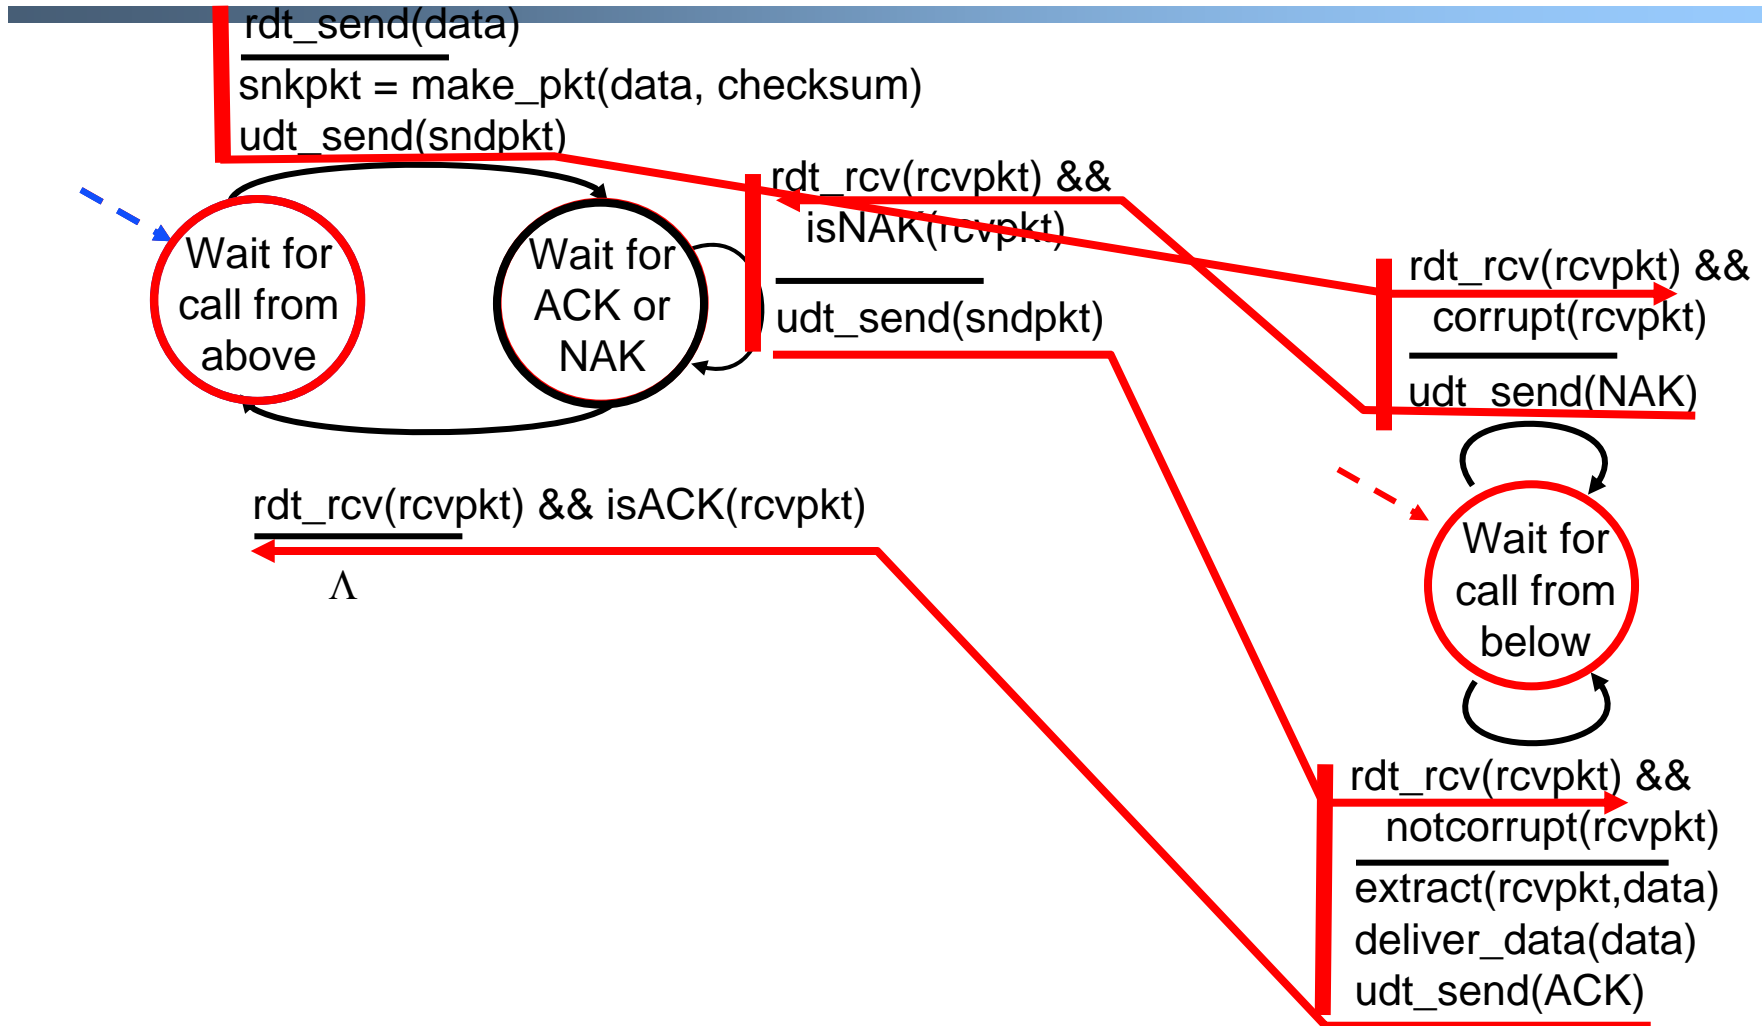 rdt_send(data)
snkpkt = make_pkt(data, checksum)
udt_send(sndpkt)
rdt_rcv(rcvpkt) &&
isNAK(rcvpkt)
udt_send(sndpkt)
Wait for
call from
above
Wait for
ACK or
NAK
rdt_rcv(rcvpkt) && isACK(rcvpkt)
Λ
rdt_rcv(rcvpkt) &&
corrupt(rcvpkt)
udt_send(NAK)
Wait for
call from
below
rdt_rcv(rcvpkt) &&
notcorrupt(rcvpkt)
extract(rcvpkt,data)
deliver_data(data)
udt_send(ACK)